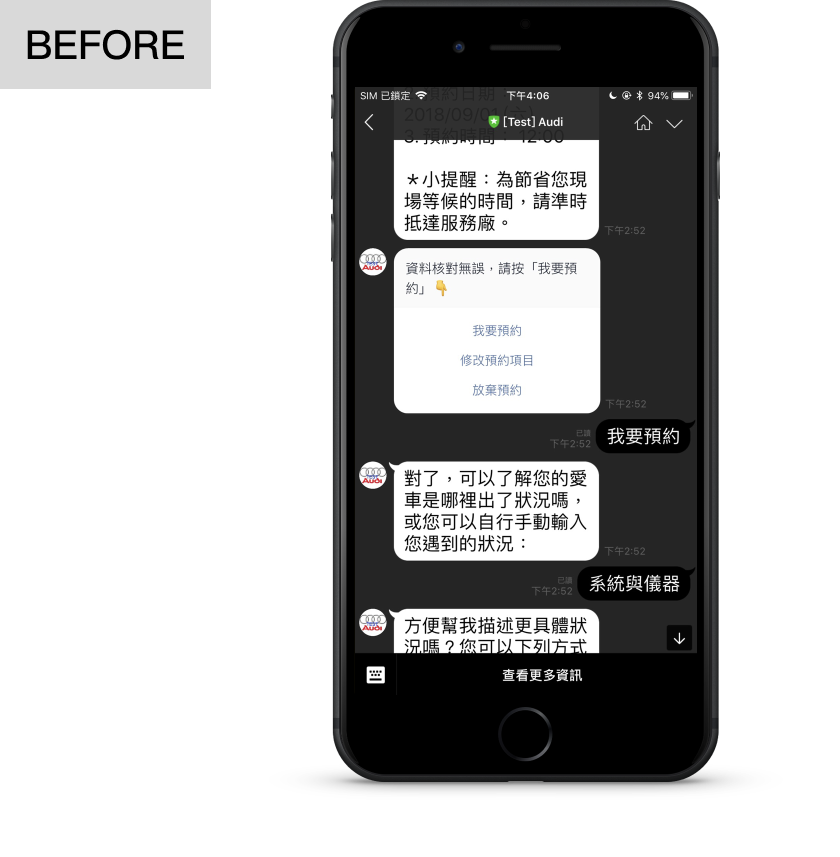 BEFORE
SIM 已鎖定
下午4:06
94%
預約日期
2018/09/01(六)
[Test] Audi
3. 預約時間： 12:00
＊小提醒：為節省您現
場等候的時間，請準時
抵達服務廠。
下午2:52
Audi
資料核對無誤，請按「我要預
約」👇
我要預約
修改預約項目
放棄預約
下午2:52
已讀
下午2:52
我要預約
Audi
對了，可以了解您的愛
車是哪裡出了狀況嗎，
或您可以自行手動輸入
您遇到的狀況：
下午2:52
已讀
下午2:52
系統與儀器
Audi
方便幫我描述更具體狀
況嗎？您可以下列方式
查看更多資訊